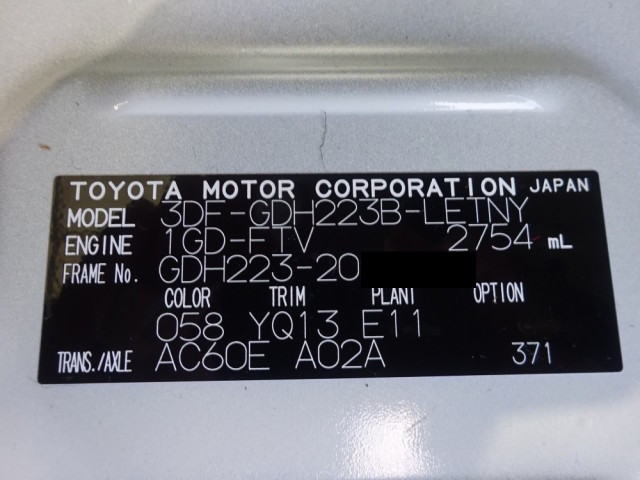 TOYOTA MOTOR CORPORATION JAPAN
MODEL 3DF-GDH223B-LETNY
ENGINE 1GD-FTV 2754 mL
FRAME No. GDH223-20
COLOR TRIM PLANT OPTION
058 YQ13 E11
TRANS./AXLE AC60E A02A 371